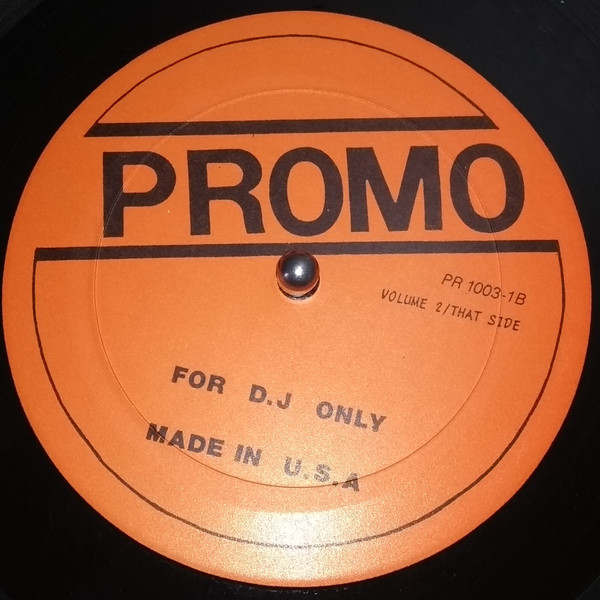 PROMO
PR 1003-1B
VOLUME 2/THAT SIDE
FOR D.J ONLY
MADE IN U.S.A